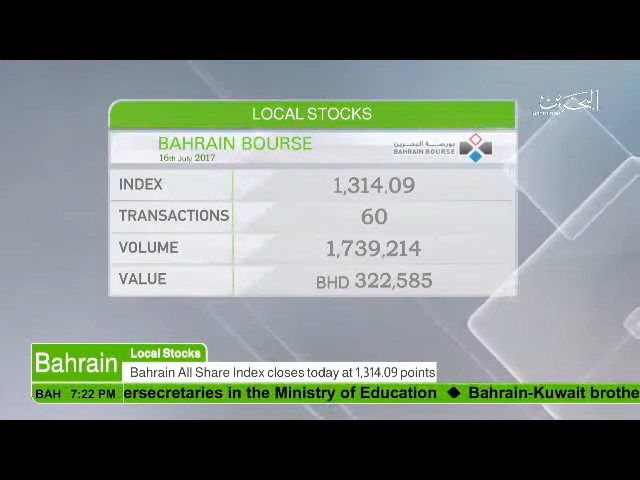 LOCAL STOCKS
البحرين
BAHRAIN BOURSE
16th July 2017
بورصة البحرين
BAHRAIN BOURSE
INDEX 1,314.09
TRANSACTIONS 60
VOLUME 1,739,214
VALUE BHD 322,585
Bahrain
Local Stocks
Bahrain All Share Index closes today at 1,314.09 points
BAH 7:22 PM ersecretaries in the Ministry of Education ◆ Bahrain-Kuwait brothe